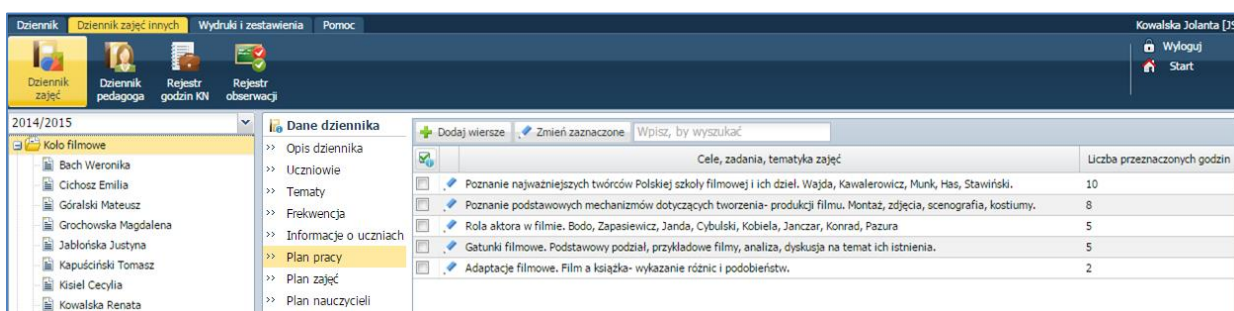 Dziennik Dziennik zajęć innych Wydruki i zestawienia Pomoc Kowalska Jolanta [JS
Wyloguj
Start
Dziennik zajęć
Dziennik pedagoga
Rejestr godzin KN
Rejestr obserwacji
2014/2015
Koło filmowe
Bach Weronika
Cichosz Emilia
Góralski Mateusz
Grochowska Magdalena
Jabłońska Justyna
Kapuściński Tomasz
Kisiel Cecylia
Kowalska Renata
Dane dziennika
>> Opis dziennika
>> Uczniowie
>> Tematy
>> Frekwencja
>> Informacje o uczniach
>> Plan pracy
>> Plan zajęć
>> Plan nauczycieli
Dodaj wiersze Zmień zaznaczone Wpisz, by wyszukać
Cele, zadania, tematyka zajęć Liczba przeznaczonych godzin
Poznanie najważniejszych twórców Polskiej szkoły filmowej i ich dzieł. Wajda, Kawalerowicz, Munk, Has, Stawiński. 10
Poznanie podstawowych mechanizmów dotyczących tworzenia- produkcji filmu. Montaż, zdjęcia, scenografia, kostiumy. 8
Rola aktora w filmie. Bodo, Zapasiewicz, Janda, Cybulski, Kobiela, Janczar, Konrad, Pazura 5
Gatunki filmowe. Podstawowy podział, przykładowe filmy, analiza, dyskusja na temat ich istnienia. 5
Adaptacje filmowe. Film a książka- wykazanie różnic i podobieństw. 2